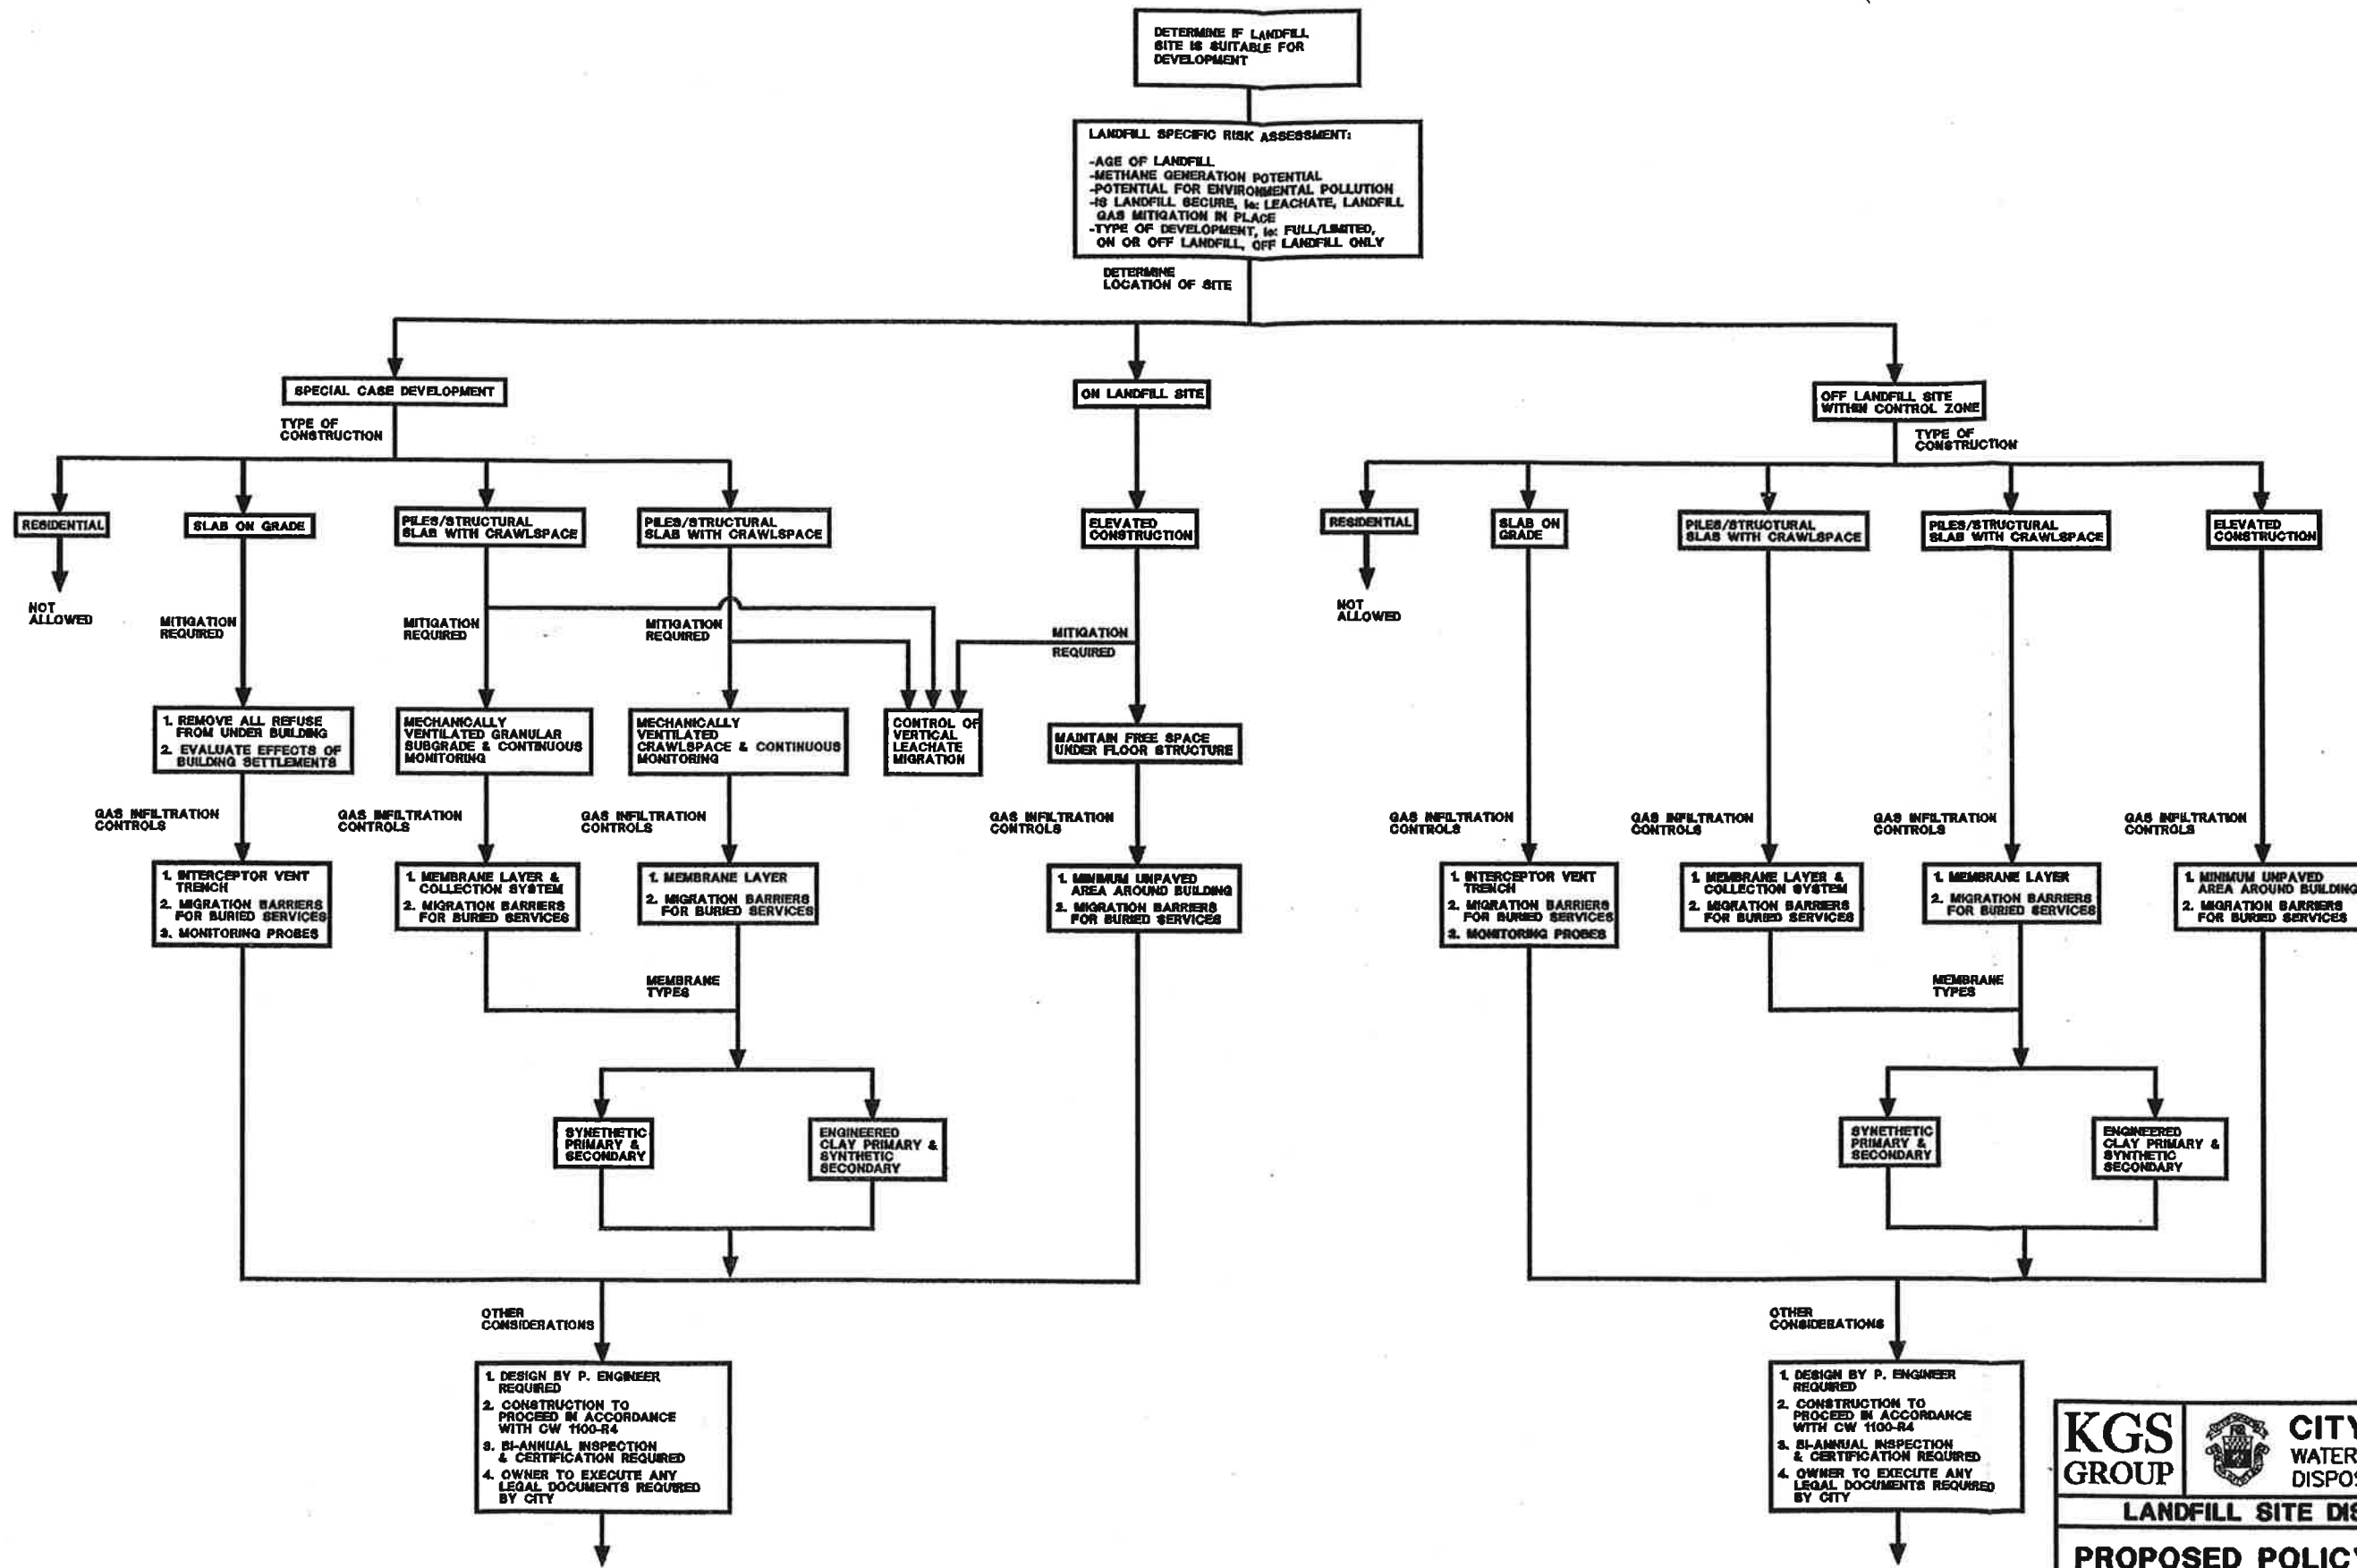 DETERMINE IF LANDFILL
SITE IS SUITABLE FOR
DEVELOPMENT
LANDFILL SPECIFIC RISK ASSESSMENT:
-AGE OF LANDFILL
-METHANE GENERATION POTENTIAL
-POTENTIAL FOR ENVIRONMENTAL POLLUTION
-IS LANDFILL SECURE, ie: LEACHATE, LANDFILL
GAS MITIGATION IN PLACE
-TYPE OF DEVELOPMENT, ie: FULL/LIMITED,
ON OR OFF LANDFILL, OFF LANDFILL ONLY
DETERMINE
LOCATION OF SITE
SPECIAL CASE DEVELOPMENT
ON LANDFILL SITE
OFF LANDFILL SITE
WITHIN CONTROL ZONE
TYPE OF
CONSTRUCTION
TYPE OF
CONSTRUCTION
RESIDENTIAL
SLAB ON GRADE
PILES/STRUCTURAL
SLAB WITH CRAWLSPACE
PILES/STRUCTURAL
SLAB WITH CRAWLSPACE
ELEVATED
CONSTRUCTION
RESIDENTIAL
SLAB ON
GRADE
PILES/STRUCTURAL
SLAB WITH CRAWLSPACE
PILES/STRUCTURAL
SLAB WITH CRAWLSPACE
ELEVATED
CONSTRUCTION
NOT
ALLOWED
MITIGATION
REQUIRED
MITIGATION
REQUIRED
MITIGATION
REQUIRED
MITIGATION
REQUIRED
NOT
ALLOWED
1. REMOVE ALL REFUSE
FROM UNDER BUILDING
2. EVALUATE EFFECTS OF
BUILDING SETTLEMENTS
MECHANICALLY
VENTILATED GRANULAR
SUBGRADE & CONTINUOUS
MONITORING
MECHANICALLY
VENTILATED
CRAWLSPACE & CONTINUOUS
MONITORING
CONTROL OF
VERTICAL
LEACHATE
MIGRATION
MAINTAIN FREE SPACE
UNDER FLOOR STRUCTURE
GAS INFILTRATION
CONTROLS
GAS INFILTRATION
CONTROLS
GAS INFILTRATION
CONTROLS
GAS INFILTRATION
CONTROLS
GAS INFILTRATION
CONTROLS
GAS INFILTRATION
CONTROLS
GAS INFILTRATION
CONTROLS
GAS INFILTRATION
CONTROLS
1. INTERCEPTOR VENT
TRENCH
2. MIGRATION BARRIERS
FOR BURIED SERVICES
3. MONITORING PROBES
1. MEMBRANE LAYER &
COLLECTION SYSTEM
2. MIGRATION BARRIERS
FOR BURIED SERVICES
1. MEMBRANE LAYER
2. MIGRATION BARRIERS
FOR BURIED SERVICES
1. MINIMUM UNPAVED
AREA AROUND BUILDING
2. MIGRATION BARRIERS
FOR BURIED SERVICES
1. INTERCEPTOR VENT
TRENCH
2. MIGRATION BARRIERS
FOR BURIED SERVICES
3. MONITORING PROBES
1. MEMBRANE LAYER &
COLLECTION SYSTEM
2. MIGRATION BARRIERS
FOR BURIED SERVICES
1. MEMBRANE LAYER
2. MIGRATION BARRIERS
FOR BURIED SERVICES
1. MINIMUM UNPAVED
AREA AROUND BUILDING
2. MIGRATION BARRIERS
FOR BURIED SERVICES
MEMBRANE
TYPES
MEMBRANE
TYPES
SYNETHETIC
PRIMARY &
SECONDARY
ENGINEERED
CLAY PRIMARY &
SYNTHETIC
SECONDARY
SYNETHETIC
PRIMARY &
SECONDARY
ENGINEERED
CLAY PRIMARY &
SYNTHETIC
SECONDARY
OTHER
CONSIDERATIONS
OTHER
CONSIDERATIONS
1. DESIGN BY P. ENGINEER
REQUIRED
2. CONSTRUCTION TO
PROCEED IN ACCORDANCE
WITH CW 1100-R4
3. BI-ANNUAL INSPECTION
& CERTIFICATION REQUIRED
4. OWNER TO EXECUTE ANY
LEGAL DOCUMENTS REQUIRED
BY CITY
1. DESIGN BY P. ENGINEER
REQUIRED
2. CONSTRUCTION TO
PROCEED IN ACCORDANCE
WITH CW 1100-R4
3. BI-ANNUAL INSPECTION
& CERTIFICATION REQUIRED
4. OWNER TO EXECUTE ANY
LEGAL DOCUMENTS REQUIRED
BY CITY
KGS
GROUP
CITY
WATER
DISPOS
LANDFILL SITE DIS
PROPOSED POLICY